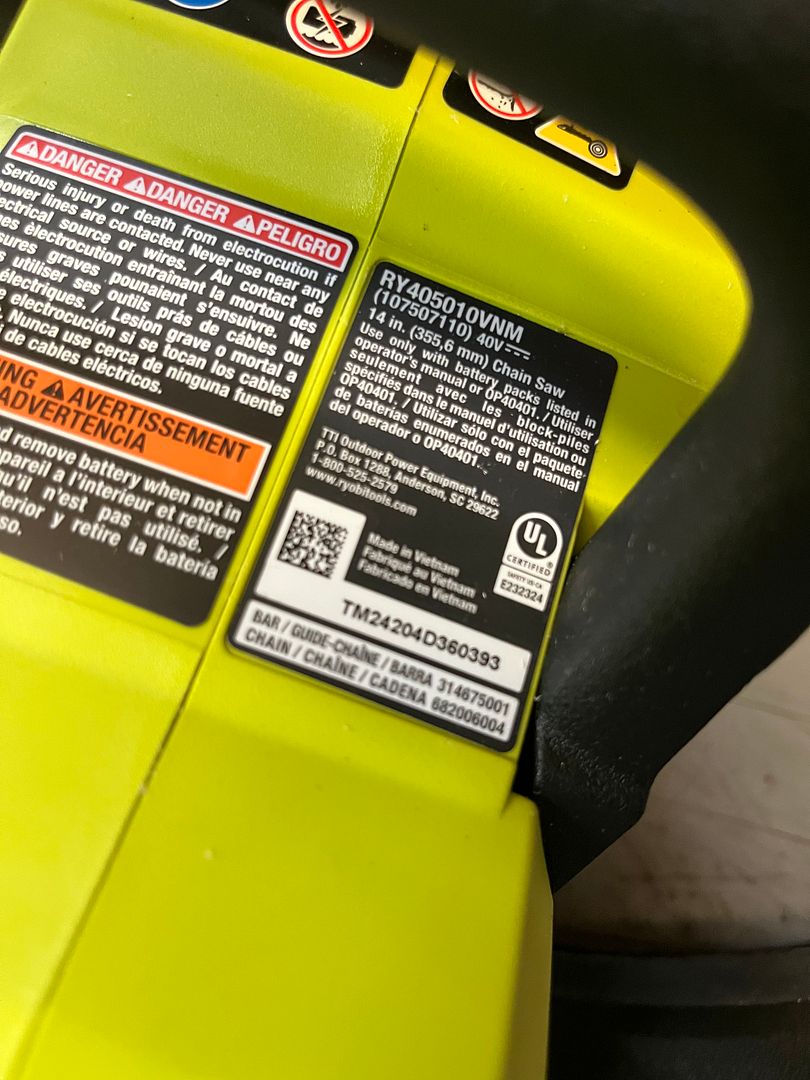 DANGER DANGER PELIGRO
Serious injury or death from electrocution if
power lines are contacted. Never use near any
electrical source or wires. / Au contact de
électrocution entraînant la mortou des
graves pounaient s'ensuivre. Ne
utiliser ses outils prás de câbles ou
électriques. / Lesion grave o mortal a
electrocución si se tocan los cables
Nunca use cerca de ninguna fuente
de cables eléctricos.
AVERTISSEMENT
ADVERTENCIA
remove battery when not in
l'intérieur et retirer
qu'il n'est pas utilisé. /
y retire la batería
RY405010VNM
(107507110) 40V
14 in. (355,6 mm) Chain Saw
Use only with battery packs listed in
operator's manual or OP40401. / Utiliser
seulement avec les block-piles
spécifiés dans le manuel d'utilisation ou
OP40401. / Utilizar sólo con el paquete
de baterías enumerados en el manual
del operador o OP40401.
TTI Outdoor Power Equipment, Inc.
P.O. Box 1288, Anderson, SC 29622
1-800-525-2579
www.ryobitools.com
UL
CERTIFIED
SAFETY US-CA
E232324
Made in Vietnam
Fabriqué au Vietnam
Fabricado en Vietnam
TM24204D360393
BAR / GUIDE-CHAÎNE / BARRA 314675001
CHAIN / CHAÎNE / CADENA 682006004